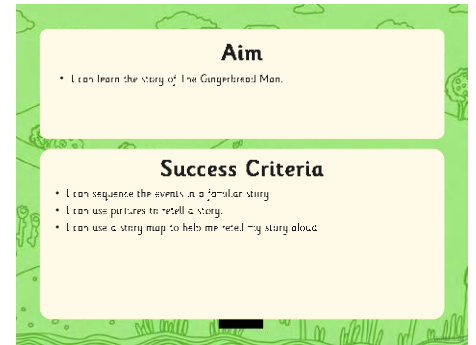 Aim
• I can learn the story of The Gingerbread Man.
Success Criteria
• I can sequence the events in a familiar story
• I can use pictures to retell a story.
• I can use a story map to help me retell my story aloud